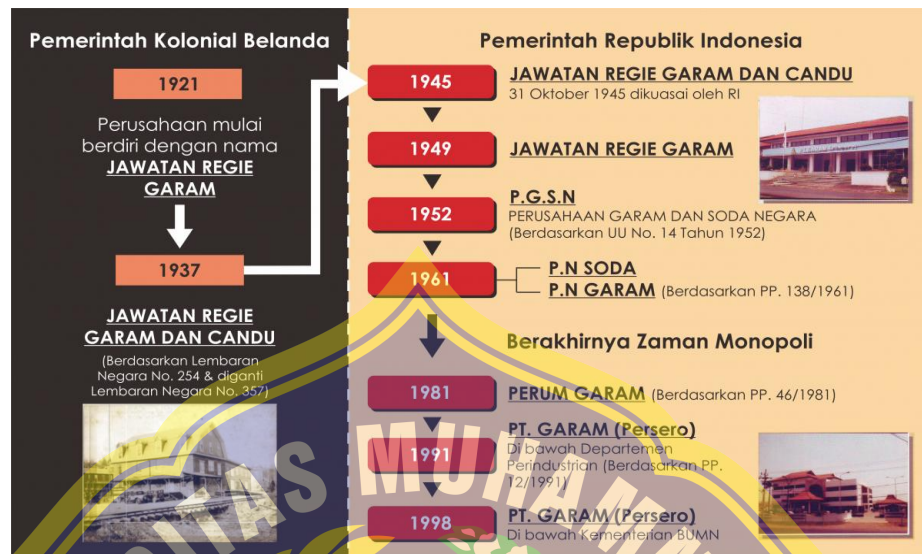 Pemerintah Kolonial Belanda
1921
Perusahaan mulai
berdiri dengan nama
JAWATAN REGIE
GARAM
1937
JAWATAN REGIE
GARAM DAN CANDU
(Berdasarkan Lembaran
Negara No. 254 & diganti
Lembaran Negara No. 357)
Pemerintah Republik Indonesia
1945
JAWATAN REGIE GARAM DAN CANDU
31 Oktober 1945 dikuasai oleh RI
1949
JAWATAN REGIE GARAM
1952
P.G.S.N
PERUSAHAAN GARAM DAN SODA NEGARA
(Berdasarkan UU No. 14 Tahun 1952)
1961
P.N SODA
P.N GARAM (Berdasarkan PP. 138/1961)
Berakhirnya Zaman Monopoli
1981
PERUM GARAM (Berdasarkan PP. 46/1981)
1991
PT. GARAM (Persero)
Di bawah Departemen
Perindustrian (Berdasarkan PP.
12/1991)
1998
PT. GARAM (Persero)
Di bawah Kementerian BUMN